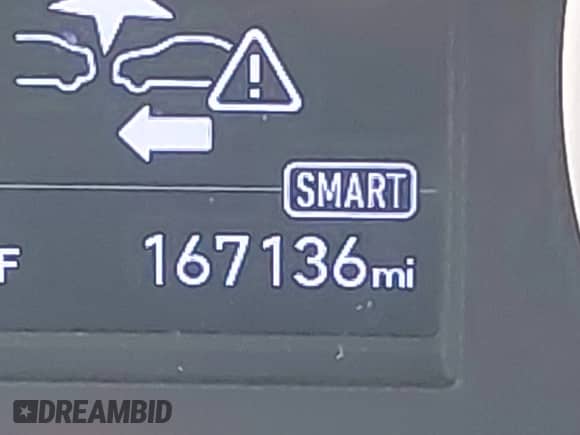 !
SMART
F 167136mi
DREAMBID